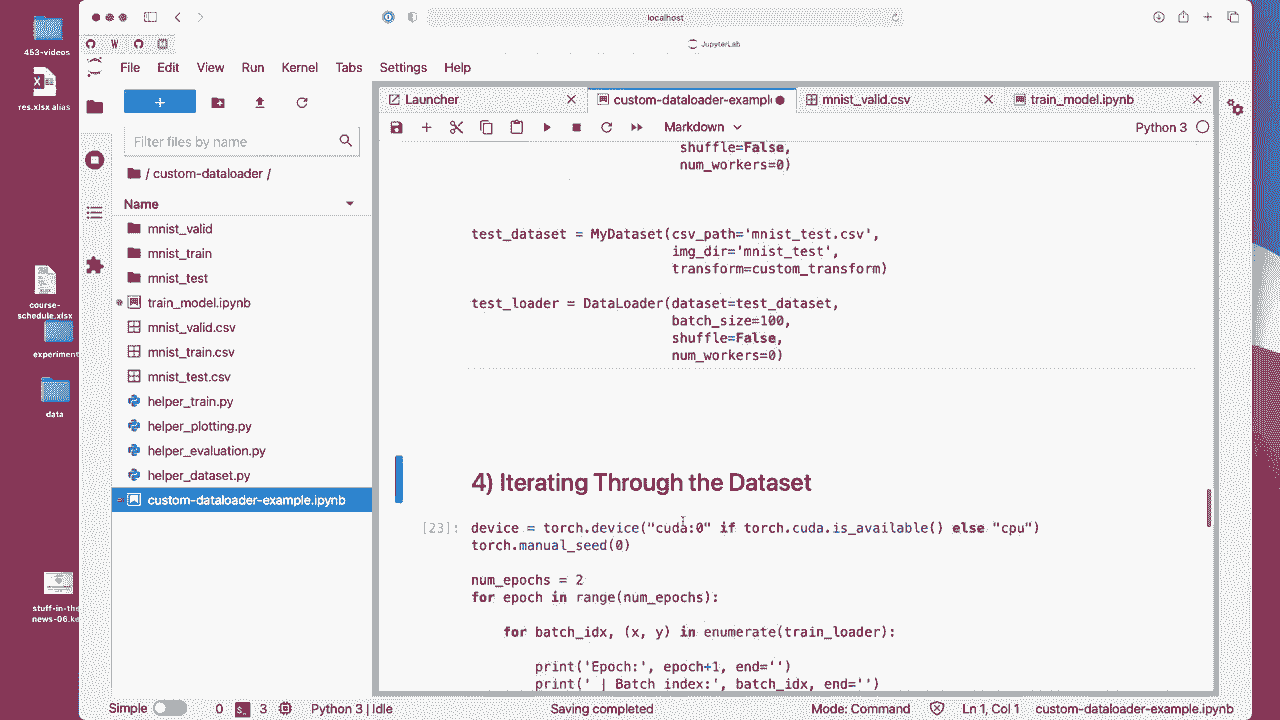 localhost
JupyterLab
File Edit View Run Kernel Tabs Settings Help
453-videos
res.xlsx alias
course-schedule.xlsx
experiment
data
stuff-in-the-news-06.ke
Filter files by name
/ custom-dataloader /
Name
mnist_valid
mnist_train
mnist_test
train_model.ipynb
mnist_valid.csv
mnist_train.csv
mnist_test.csv
helper_train.py
helper_plotting.py
helper_evaluation.py
helper_dataset.py
custom-dataloader-example.ipynb
Launcher
custom-dataloader-example
mnist_valid.csv
train_model.ipynb
Markdown
Python 3
shuffle=False,
num_workers=0)
test_dataset = MyDataset(csv_path='mnist_test.csv',
img_dir='mnist_test',
transform=custom_transform)
test_loader = DataLoader(dataset=test_dataset,
batch_size=100,
shuffle=False,
num_workers=0)
4) Iterating Through the Dataset
[23]: device = torch.device("cuda:0" if torch.cuda.is_available() else "cpu")
torch.manual_seed(0)
num_epochs = 2
for epoch in range(num_epochs):
for batch_idx, (x, y) in enumerate(train_loader):
print('Epoch:', epoch+1, end='')
print(' | Batch index:', batch_idx, end='')
Simple 0 3 Python 3 | Idle Saving completed Mode: Command Ln 1, Col 1 custom-dataloader-example.ipynb